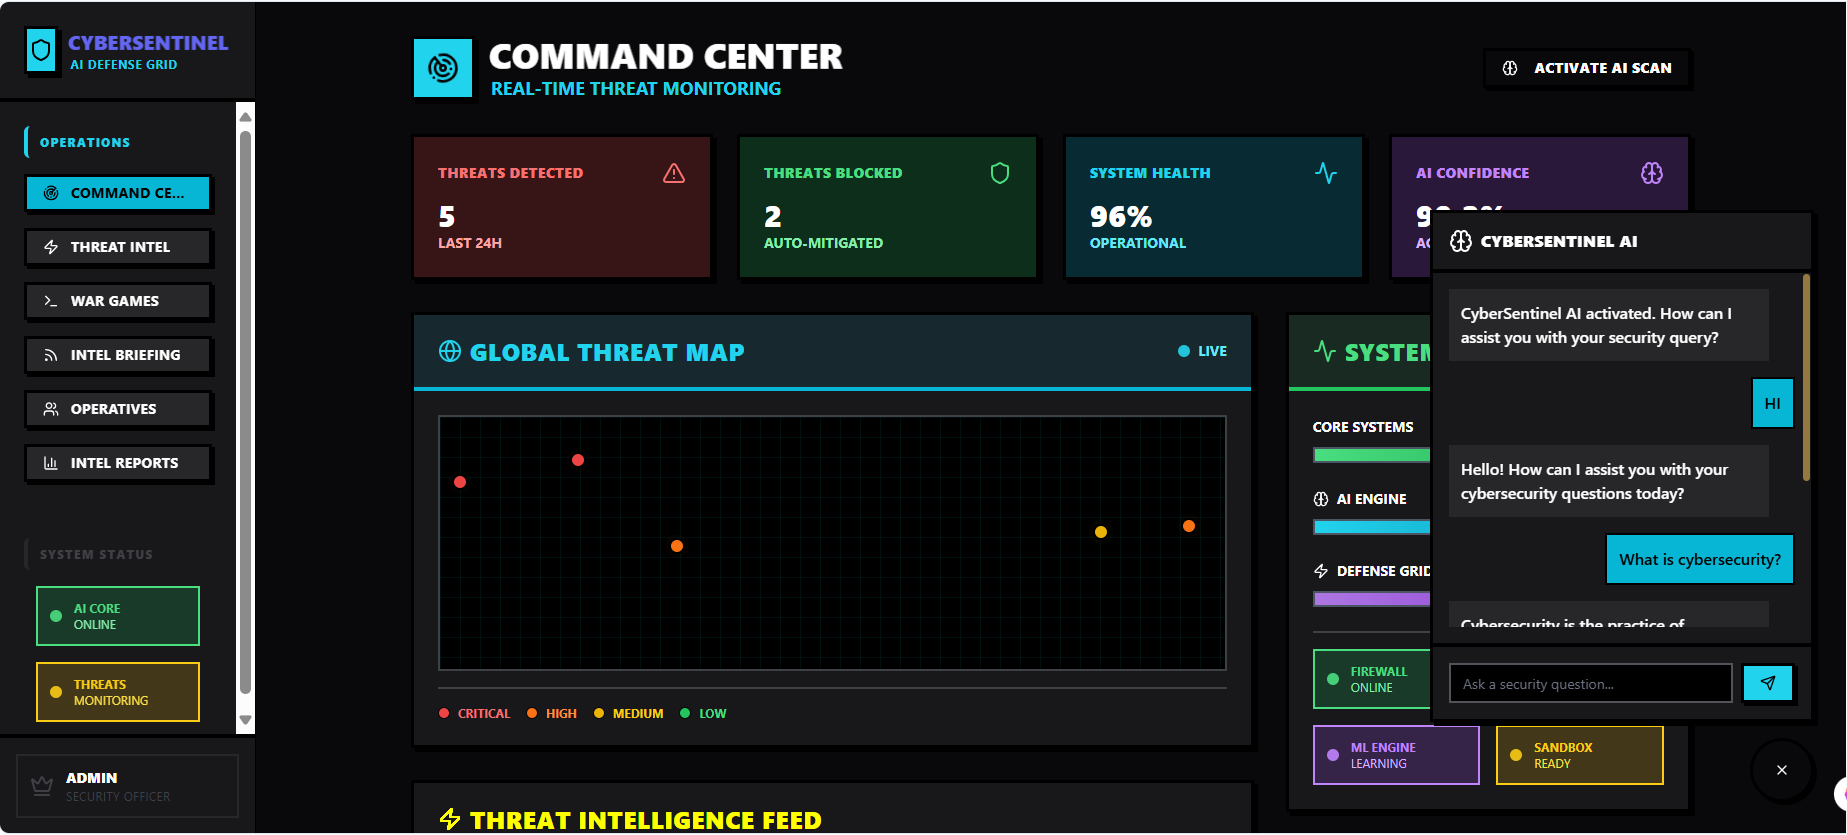 CYBERSENTINEL
AI DEFENSE GRID
OPERATIONS
COMMAND CE...
THREAT INTEL
WAR GAMES
INTEL BRIEFING
OPERATIVES
INTEL REPORTS
SYSTEM STATUS
AI CORE
ONLINE
THREATS
MONITORING
ADMIN
SECURITY OFFICER
COMMAND CENTER
REAL-TIME THREAT MONITORING
ACTIVATE AI SCAN
THREATS DETECTED
5
LAST 24H
THREATS BLOCKED
2
AUTO-MITIGATED
SYSTEM HEALTH
96%
OPERATIONAL
AI CONFIDENCE
GLOBAL THREAT MAP
LIVE
CRITICAL
HIGH
MEDIUM
LOW
THREAT INTELLIGENCE FEED
SYSTEM
CORE SYSTEMS
AI ENGINE
DEFENSE GRID
FIREWALL
ONLINE
ML ENGINE
LEARNING
SANDBOX
READY
CYBERSENTINEL AI
CyberSentinel AI activated. How can I
assist you with your security query?
HI
Hello! How can I assist you with your
cybersecurity questions today?
What is cybersecurity?
Cybersecurity is the practice of
Ask a security question...